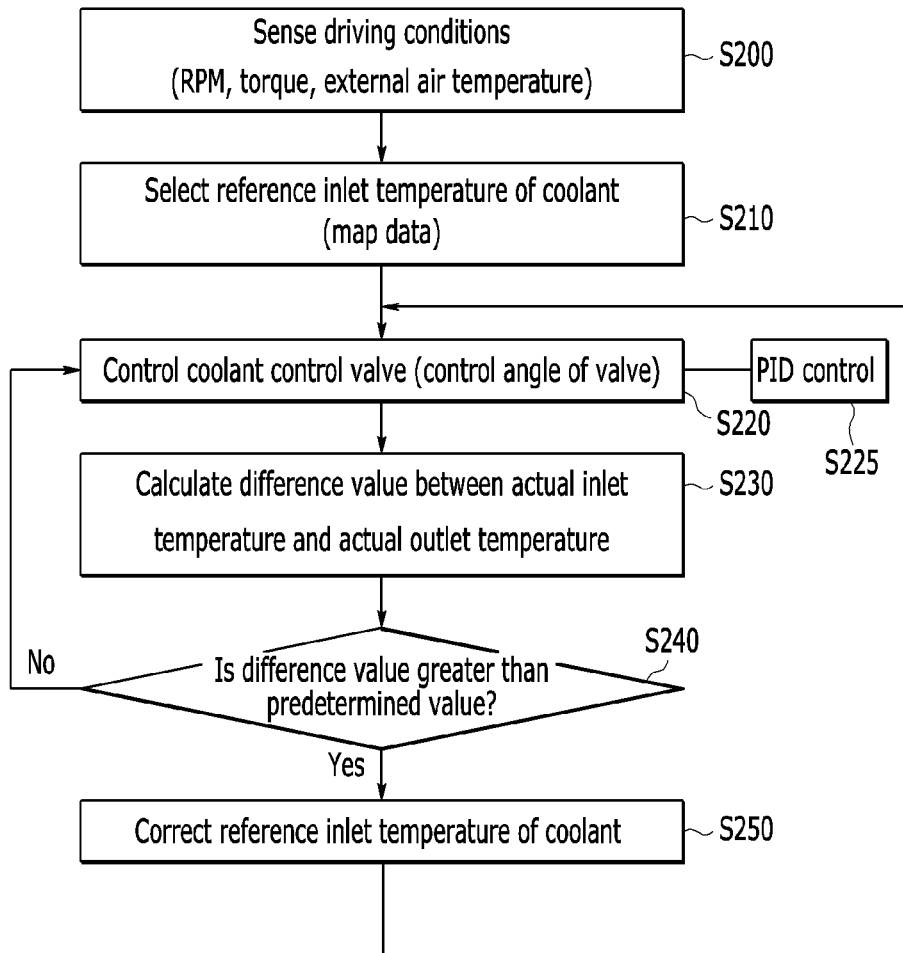 Sense driving conditions
(RPM, torque, external air temperature)
S200
Select reference inlet temperature of coolant
(map data)
S210
Control coolant control valve (control angle of valve)
S220
PID control
S225
Calculate difference value between actual inlet
temperature and actual outlet temperature
S230
Is difference value greater than
predetermined value?
S240
No
Yes
Correct reference inlet temperature of coolant
S250